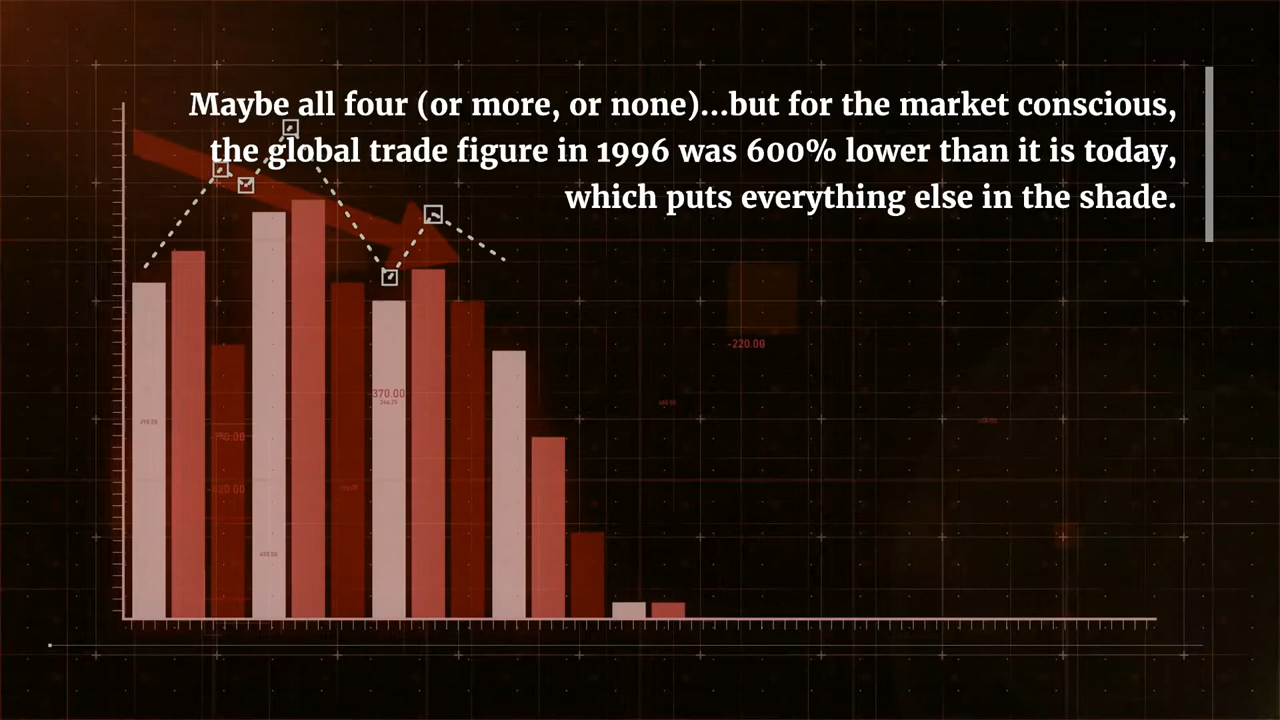 Maybe all four (or more, or none)...but for the market conscious,
the global trade figure in 1996 was 600% lower than it is today,
which puts everything else in the shade.
-220.00
-370.00